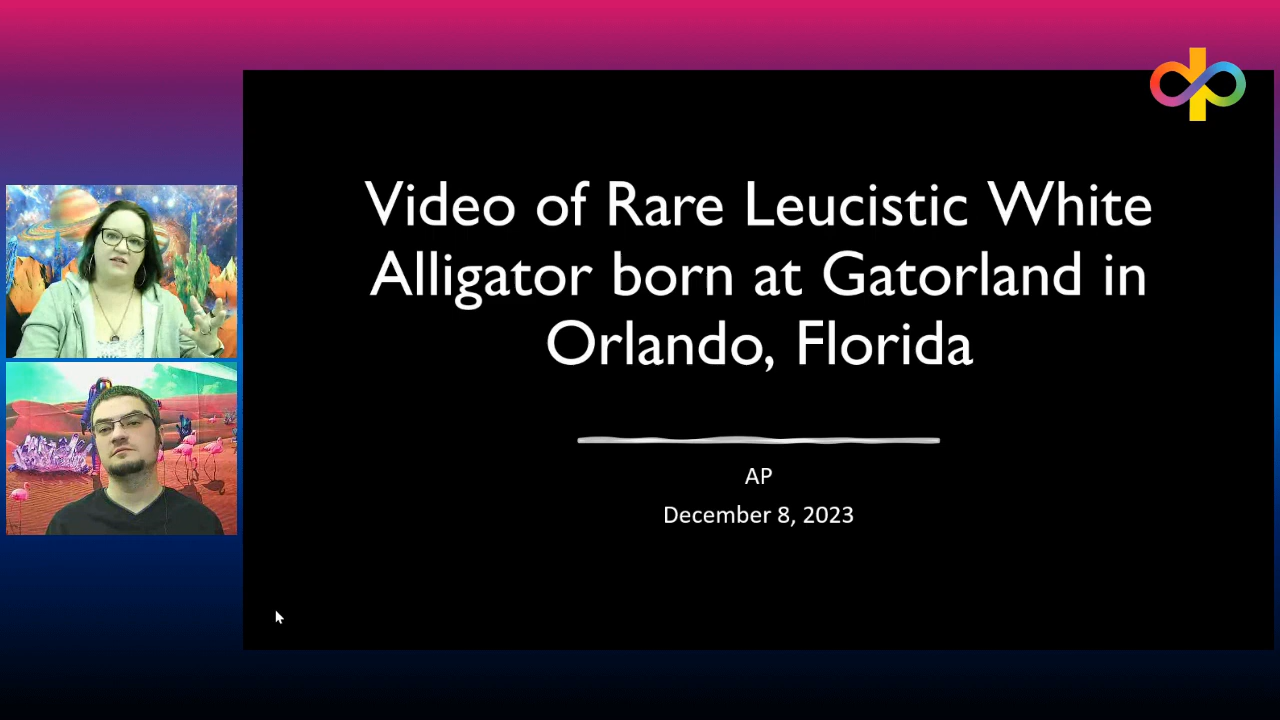 Video of Rare Leucistic White
Alligator born at Gatorland in
Orlando, Florida
AP
December 8, 2023